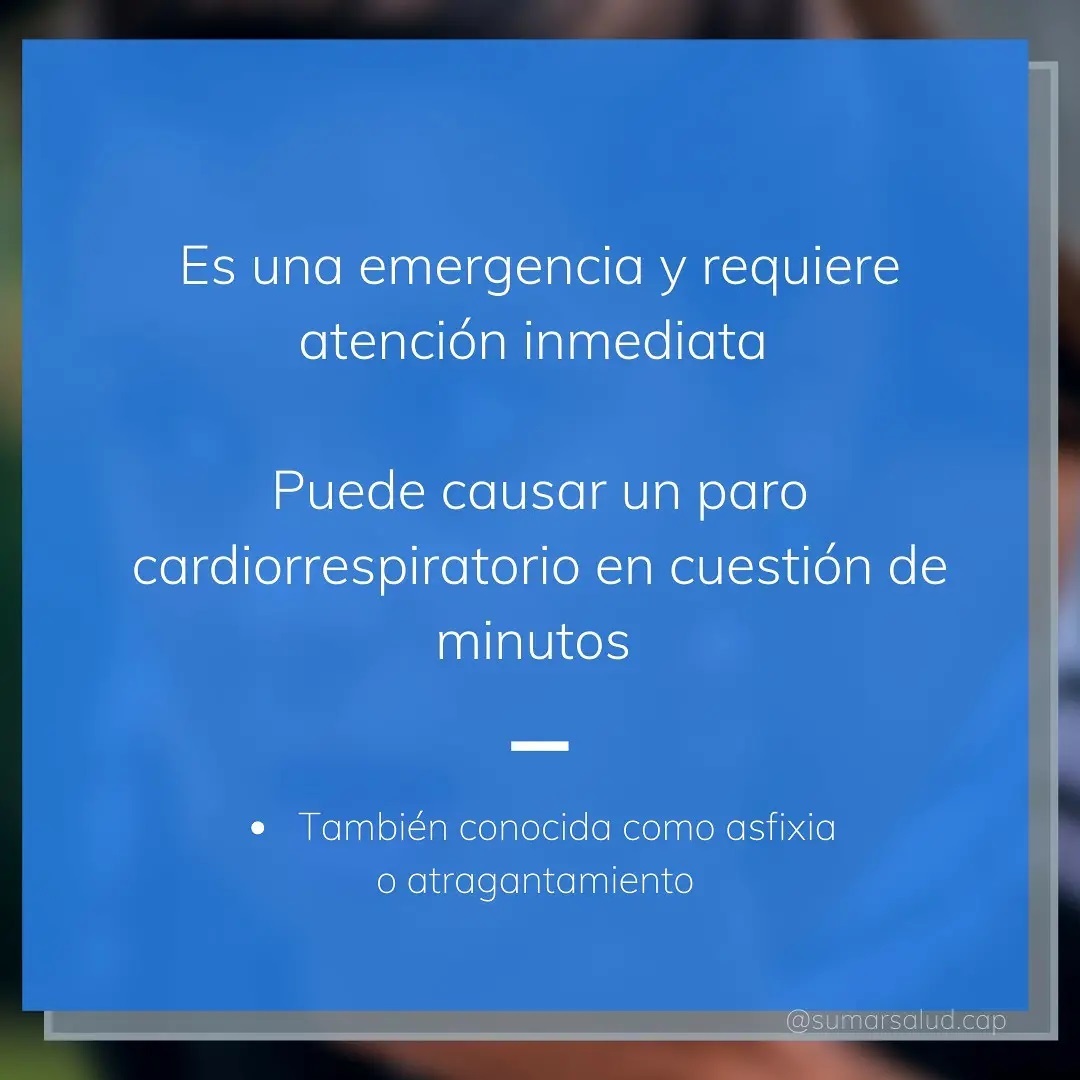 Es una emergencia y requiere
atención inmediata
Puede causar un paro
cardiorrespiratorio en cuestión de
minutos
• También conocida como asfixia
o atragantamiento
@sumarsalud.cap